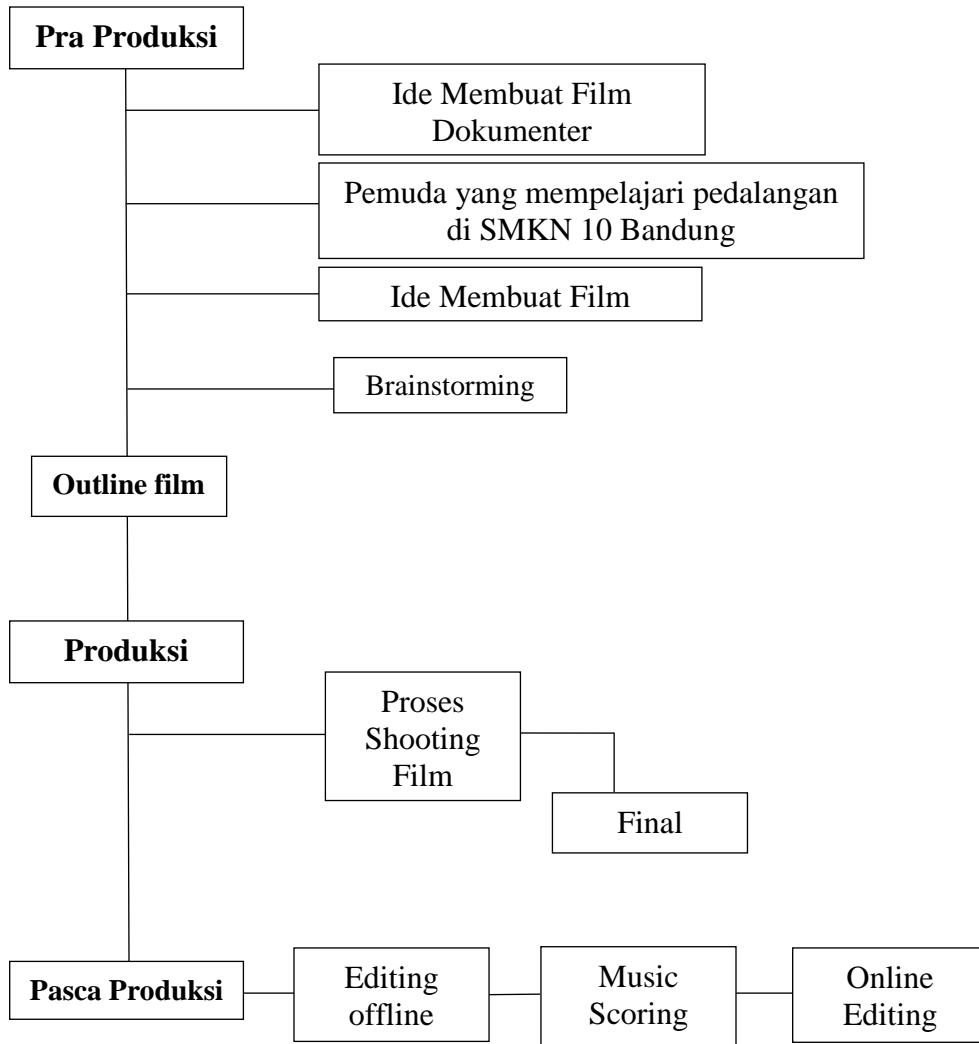 Pra Produksi
Ide Membuat Film
Dokumenter
Pemuda yang mempelajari pedalangan
di SMKN 10 Bandung
Ide Membuat Film
Brainstorming
Outline film
Produksi
Proses
Shooting
Film
Final
Pasca Produksi
Editing
offline
Music
Scoring
Online
Editing